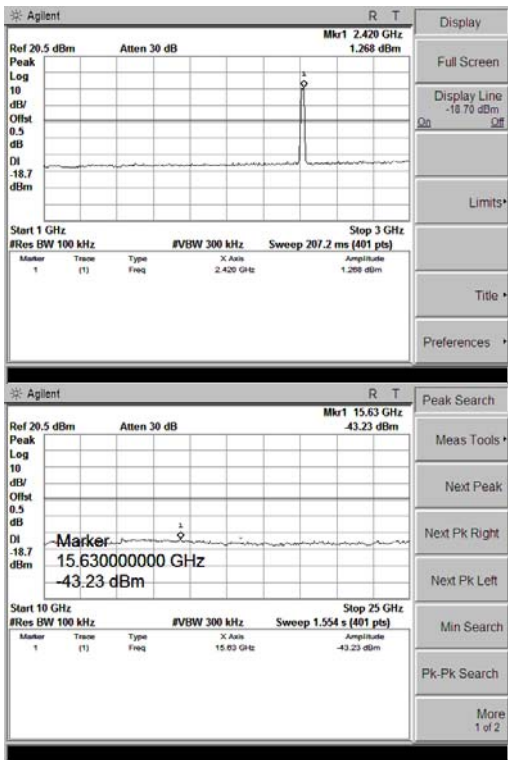 Agilent R T
Mkr1 2.420 GHz
Ref 20.5 dBm Atten 30 dB 1.268 dBm
Peak
Log
10
dB/
Offst
0.5
dB
DI
-18.7
dBm
1
Start 1 GHz Stop 3 GHz
#Res BW 100 kHz #VBW 300 kHz Sweep 207.2 ms (401 pts)
Marker Trace Type X Axis Amplitude
1 (1) Freq 2.420 GHz 1.268 dBm
Display
Full Screen
Display Line
-18.70 dBm
On Off
Limits
Title
Preferences
Agilent R T
Mkr1 15.63 GHz
Ref 20.5 dBm Atten 30 dB -43.23 dBm
Peak
Log
10
dB/
Offst
0.5
dB
DI
-18.7
dBm
1
Marker
15.630000000 GHz
-43.23 dBm
Start 10 GHz Stop 25 GHz
#Res BW 100 kHz #VBW 300 kHz Sweep 1.554 s (401 pts)
Marker Trace Type X Axis Amplitude
1 (1) Freq 15.63 GHz -43.23 dBm
Peak Search
Meas Tools
Next Peak
Next Pk Right
Next Pk Left
Min Search
Pk-Pk Search
More
1 of 2